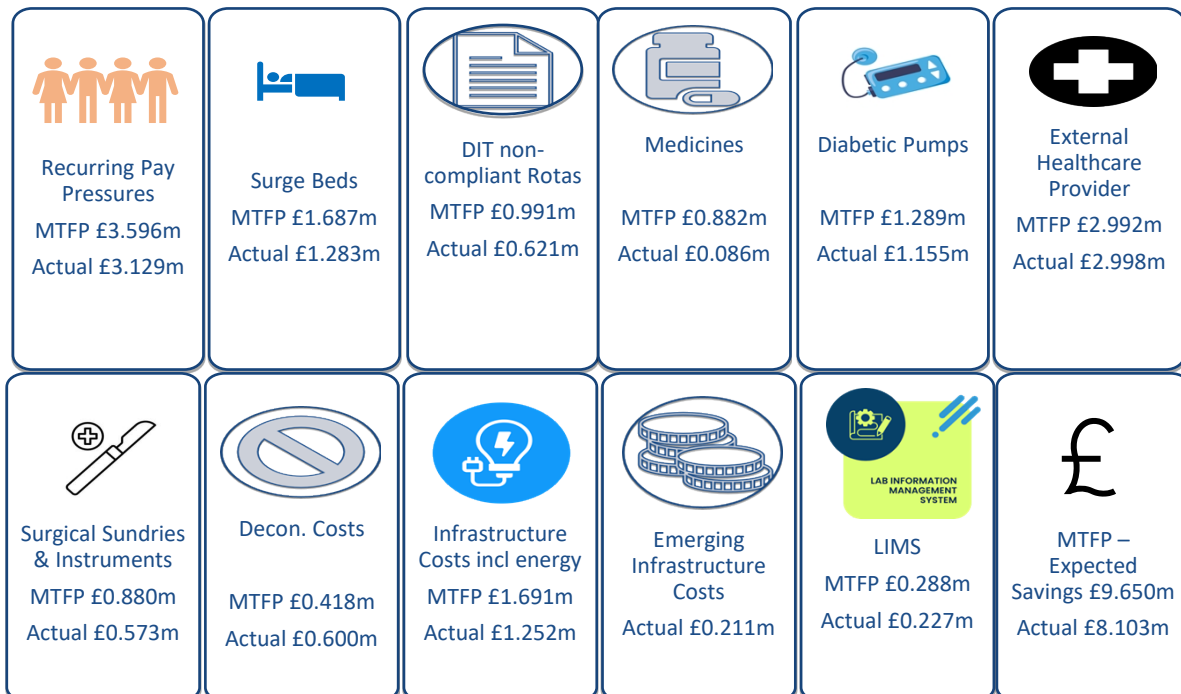 Recurring Pay
Pressures
MTFP £3.596m
Actual £3.129m
Surge Beds
MTFP £1.687m
Actual £1.283m
DIT non-
compliant Rotas
MTFP £0.991m
Actual £0.621m
Medicines
MTFP £0.882m
Actual £0.086m
Diabetic Pumps
MTFP £1.289m
Actual £1.155m
External
Healthcare
Provider
MTFP £2.992m
Actual £2.998m
Surgical Sundries
& Instruments
MTFP £0.880m
Actual £0.573m
Decon. Costs
MTFP £0.418m
Actual £0.600m
Infrastructure
Costs incl energy
MTFP £1.691m
Actual £1.252m
Emerging
Infrastructure
Costs
Actual £0.211m
LAB INFORMATION
MANAGEMENT
SYSTEM
LIMS
MTFP £0.288m
Actual £0.227m
£
MTFP –
Expected
Savings £9.650m
Actual £8.103m